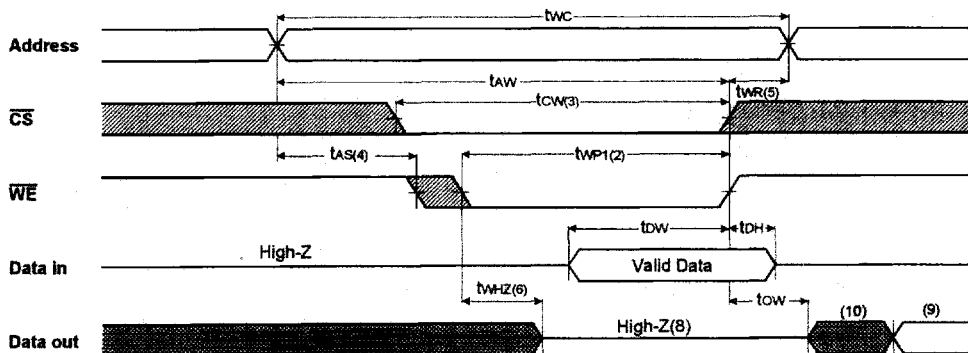 tWC
Address
tAW
tCW(3)
tWR(5)
CS
tAS(4)
tWP1(2)
WE
tDW
tDH
High-Z
Data in
Valid Data
tWHZ(6)
tOW
High-Z(8)
(10)
(9)
Data out